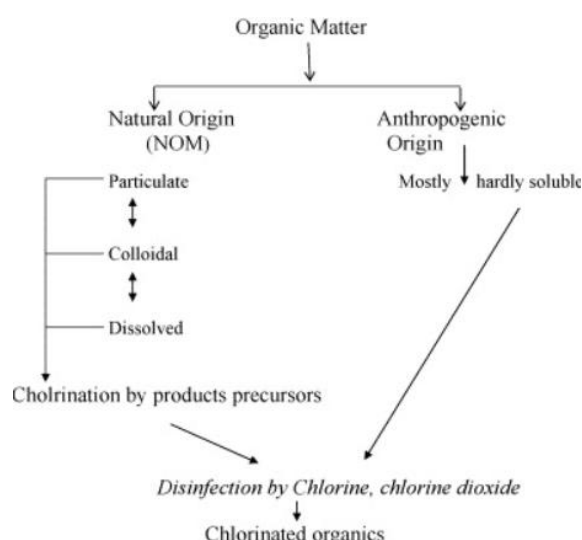 Organic Matter
Natural Origin
(NOM)
Anthropogenic
Origin
Particulate
Mostly hardly soluble
Colloidal
Dissolved
Cholrination by products precursors
Disinfection by Chlorine, chlorine dioxide
Chlorinated organics